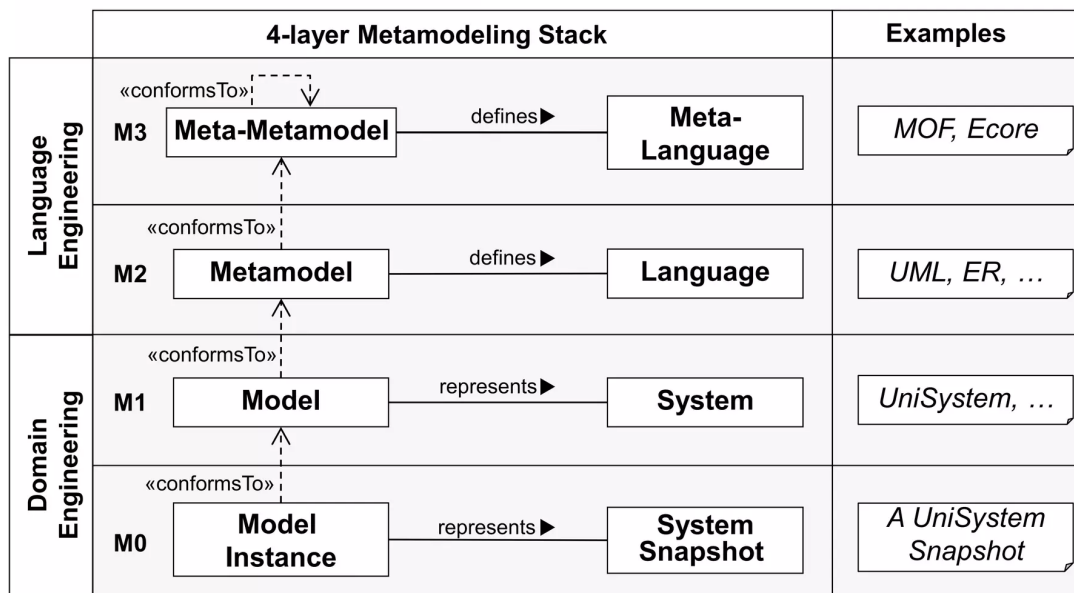 4-layer Metamodeling Stack
Examples
Language
Engineering
«conformsTo»
M3
Meta-Metamodel
defines▶
Meta-
Language
MOF, Ecore
«conformsTo»
M2
Metamodel
defines▶
Language
UML, ER, …
Domain
Engineering
«conformsTo»
M1
Model
represents▶
System
UniSystem, …
«conformsTo»
M0
Model
Instance
represents▶
System
Snapshot
A UniSystem
Snapshot